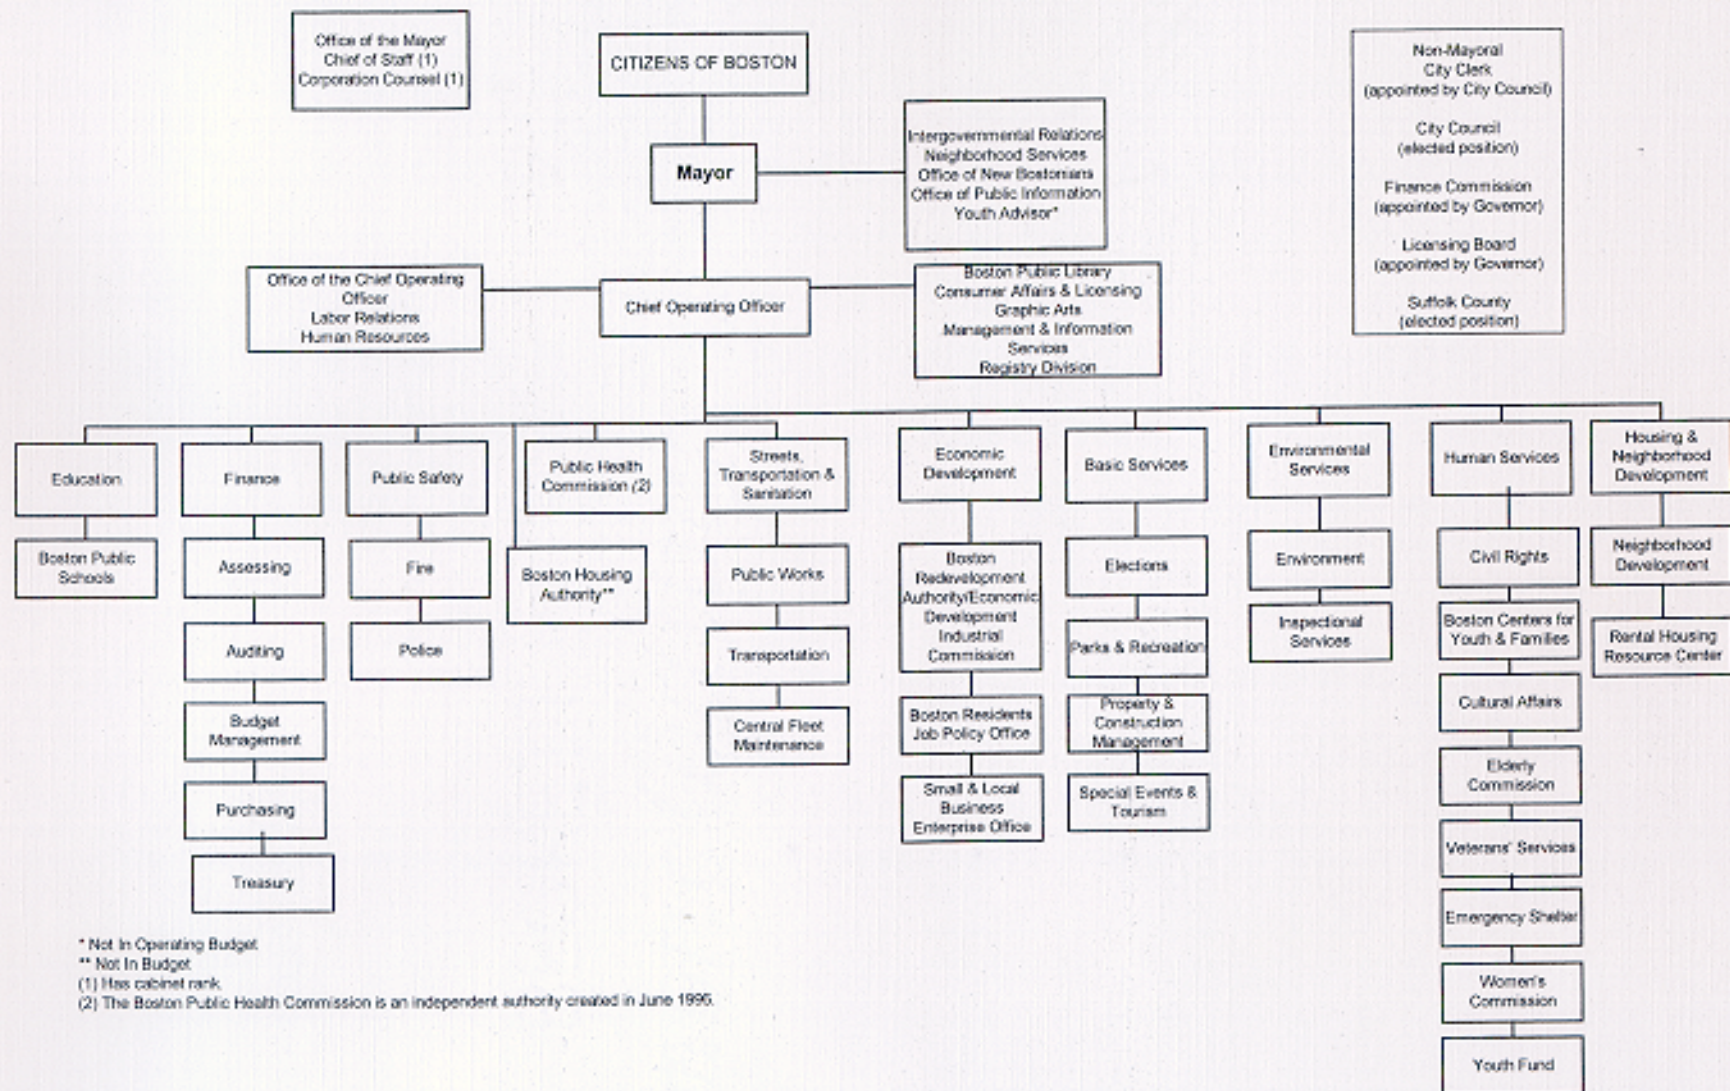 Office of the Mayor
Chief of Staff (1)
Corporation Counsel (1)
CITIZENS OF BOSTON
Mayor
Intergovernmental Relations
Neighborhood Services
Office of New Bostonians
Office of Public Information
Youth Advisor*
Non-Mayoral
City Clerk
(appointed by City Council)
City Council
(elected position)
Finance Commission
(appointed by Governor)
Licensing Board
(appointed by Governor)
Suffolk County
(elected position)
Office of the Chief Operating
Officer
Labor Relations
Human Resources
Chief Operating Officer
Boston Public Library
Consumer Affairs & Licensing
Graphic Arts
Management & Information
Services
Registry Division
Education
Boston Public
Schools
Finance
Assessing
Auditing
Budget
Management
Purchasing
Treasury
Public Safety
Fire
Police
Public Health
Commission (2)
Boston Housing
Authority**
Streets,
Transportation &
Sanitation
Public Works
Transportation
Central Fleet
Maintenance
Economic
Development
Boston
Redevelopment
Authority/Economic
Development
Industrial
Commission
Boston Residents
Job Policy Office
Small & Local
Business
Enterprise Office
Basic Services
Elections
Parks & Recreation
Property &
Construction
Management
Special Events &
Tourism
Environmental
Services
Environment
Inspectional
Services
Human Services
Civil Rights
Boston Centers for
Youth & Families
Cultural Affairs
Elderly
Commission
Veterans' Services
Emergency Shelter
Women's
Commission
Youth Fund
Housing &
Neighborhood
Development
Neighborhood
Development
Rental Housing
Resource Center
* Not In Operating Budget
** Not In Budget
(1) Has cabinet rank
(2) The Boston Public Health Commission is an independent authority created in June 1996.